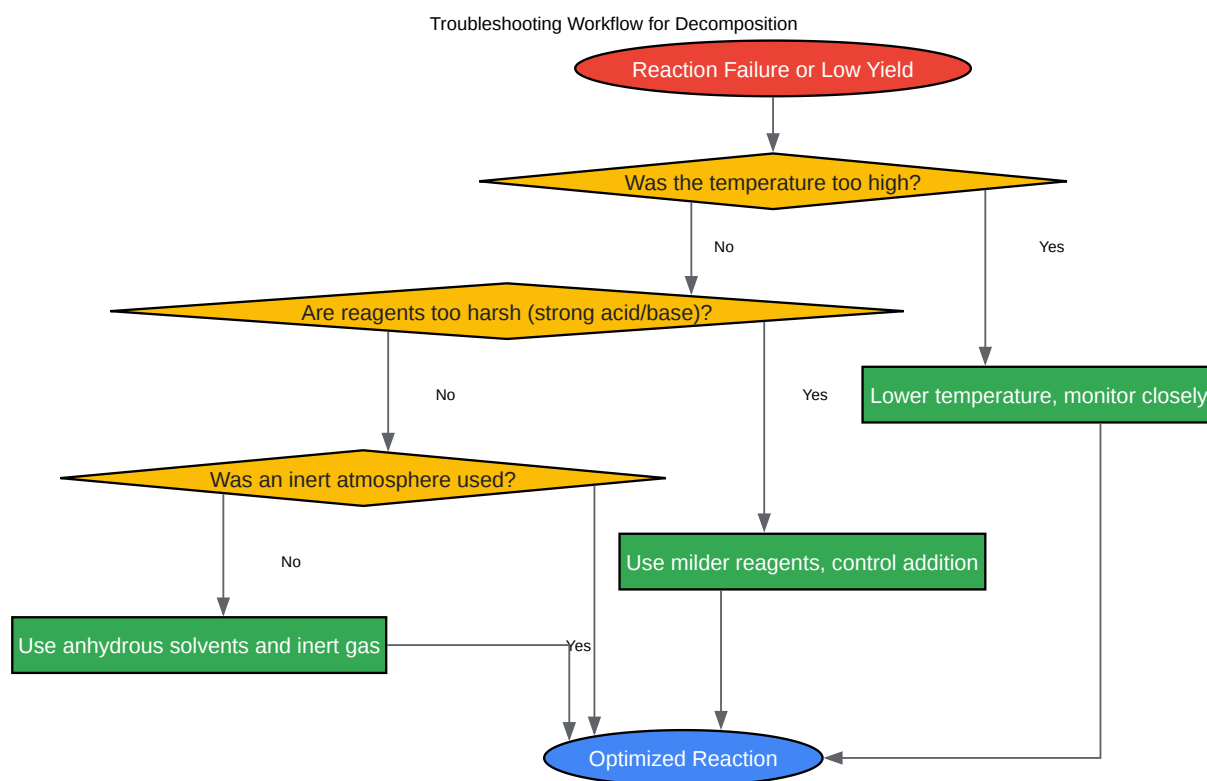 Troubleshooting Workflow for Decomposition
Reaction Failure or Low Yield
Was the temperature too high?
No
Yes
Are reagents too harsh (strong acid/base)?
Lower temperature, monitor closely
No
Yes
Was an inert atmosphere used?
No
Use milder reagents, control addition
Use anhydrous solvents and inert gas
Yes
Optimized Reaction